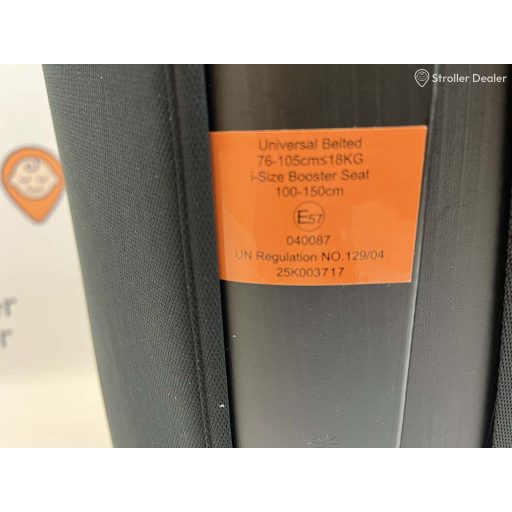 Stroller Dealer
Universal Belted
76-105cm≤18KG
i-Size Booster Seat
100-150cm
E57
040087
UN Regulation NO.129/04
25K003717
er
r